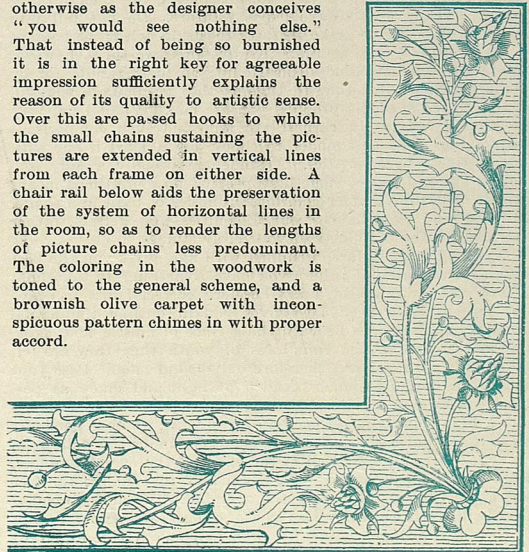 otherwise as the designer conceives
“ you would see nothing else.”
That instead of being so burnished
it is in the right key for agreeable
impression sufficiently explains the
reason of its quality to artistic sense.
Over this are passed hooks to which
the small chains sustaining the pic-
tures are extended in vertical lines
from each frame on either side. A
chair rail below aids the preservation
of the system of horizontal lines in
the room, so as to render the lengths
of picture chains less predominant.
The coloring in the woodwork is
toned to the general scheme, and a
brownish olive carpet with incon-
spicuous pattern chimes in with proper
accord.